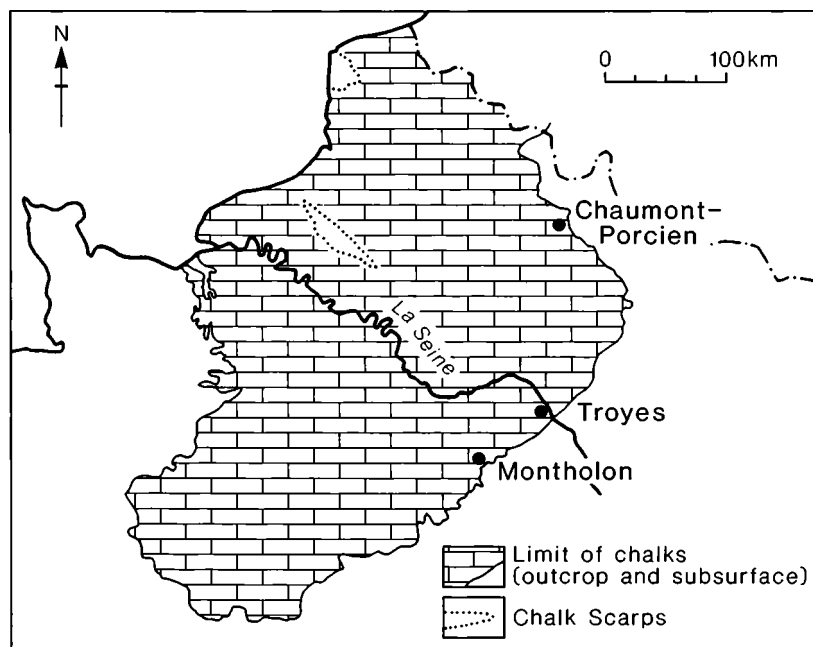 N
0 100km
Chaumont-
Porcien
La Seine
Troyes
Montholon
Limit of chalks
(outcrop and subsurface)
Chalk Scarps